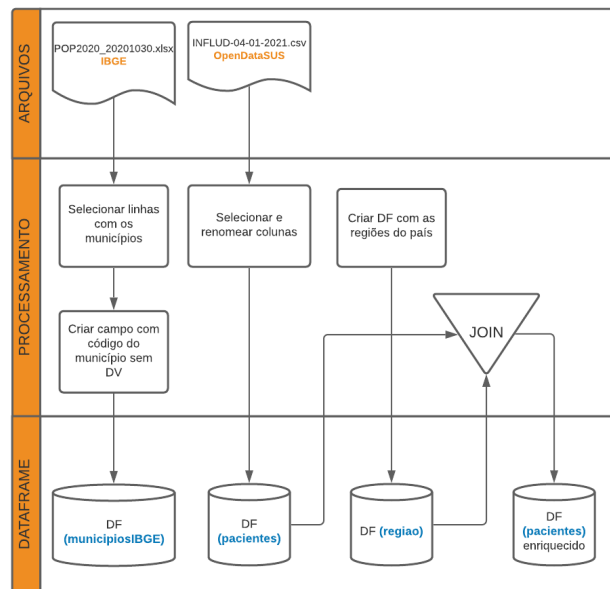 ARQUIVOS
POP2020_20201030.xlsx
IBGE
INFLUD-04-01-2021.csv
OpenDataSUS
PROCESSAMENTO
Selecionar linhas
com os
municípios
Selecionar e
renomear colunas
Criar DF com as
regiões do país
Criar campo com
código do
município sem
DV
JOIN
DATAFRAME
DF
(municipiosIBGE)
DF
(pacientes)
DF (regiao)
DF
(pacientes)
enriquecido